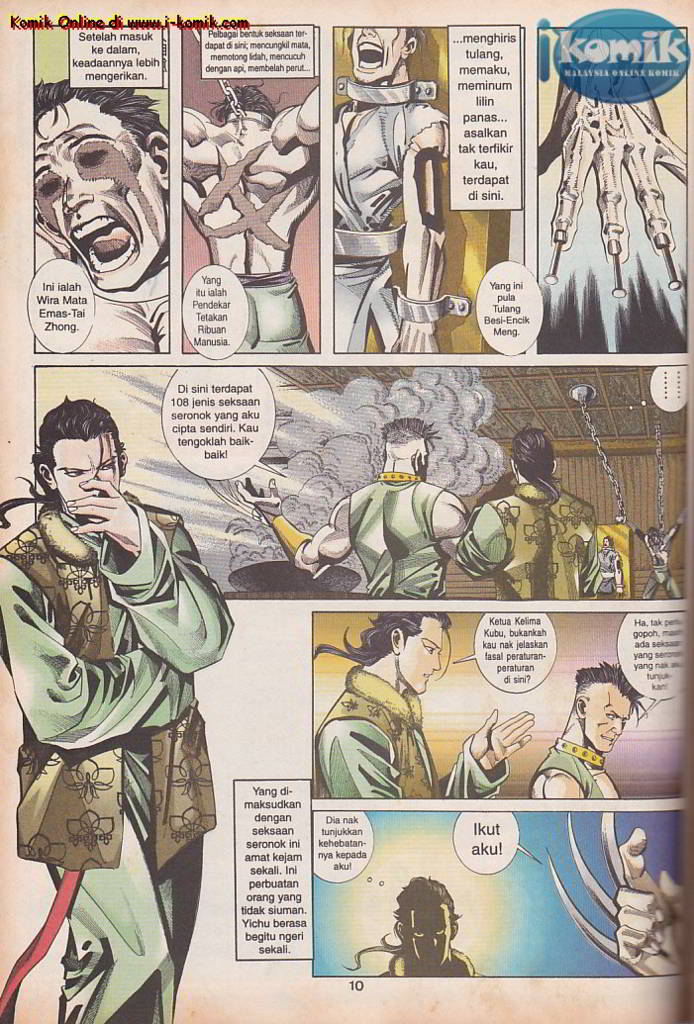 Komik Online di www.i-komik.com
ikomik
MALAYSIA ONLINE KOMIK
Setelah masuk
ke dalam,
keadaannya lebih
mengerikan.
Pelbagai bentuk seksaan ter-
dapat di sini; mencungkil mata,
memotong lidah, mencucuh
dengan api, membelah perut...
...menghiris
tulang,
memaku,
meminum
lilin
panas...
asalkan
tak terfikir
kau,
terdapat
di sini.
Ini ialah
Wira Mata
Emas-Tai
Zhong.
Yang
itu ialah
Pendekar
Tetakan
Ribuan
Manusia.
Yang ini
pula
Tulang
Besi-Encik
Meng.
Di sini terdapat
108 jenis seksaan
seronok yang aku
cipta sendiri. Kau
tengoklah baik-
baik!
......
Ketua Kelima
Kubu, bukankah
kau nak jelaskan
fasal peraturan-
peraturan
di sini?
Ha, tak
gopoh,
ada seksaan
yang seronok
yang nak
tunjuk-
kan!
Yang di-
maksudkan
dengan
seksaan
seronok ini
amat kejam
sekali. Ini
perbuatan
orang yang
tidak siuman.
Yichu berasa
begitu ngeri
sekali.
Dia nak
tunjukkan
kehebatan-
nya kepada
aku!
Ikut
aku!
10